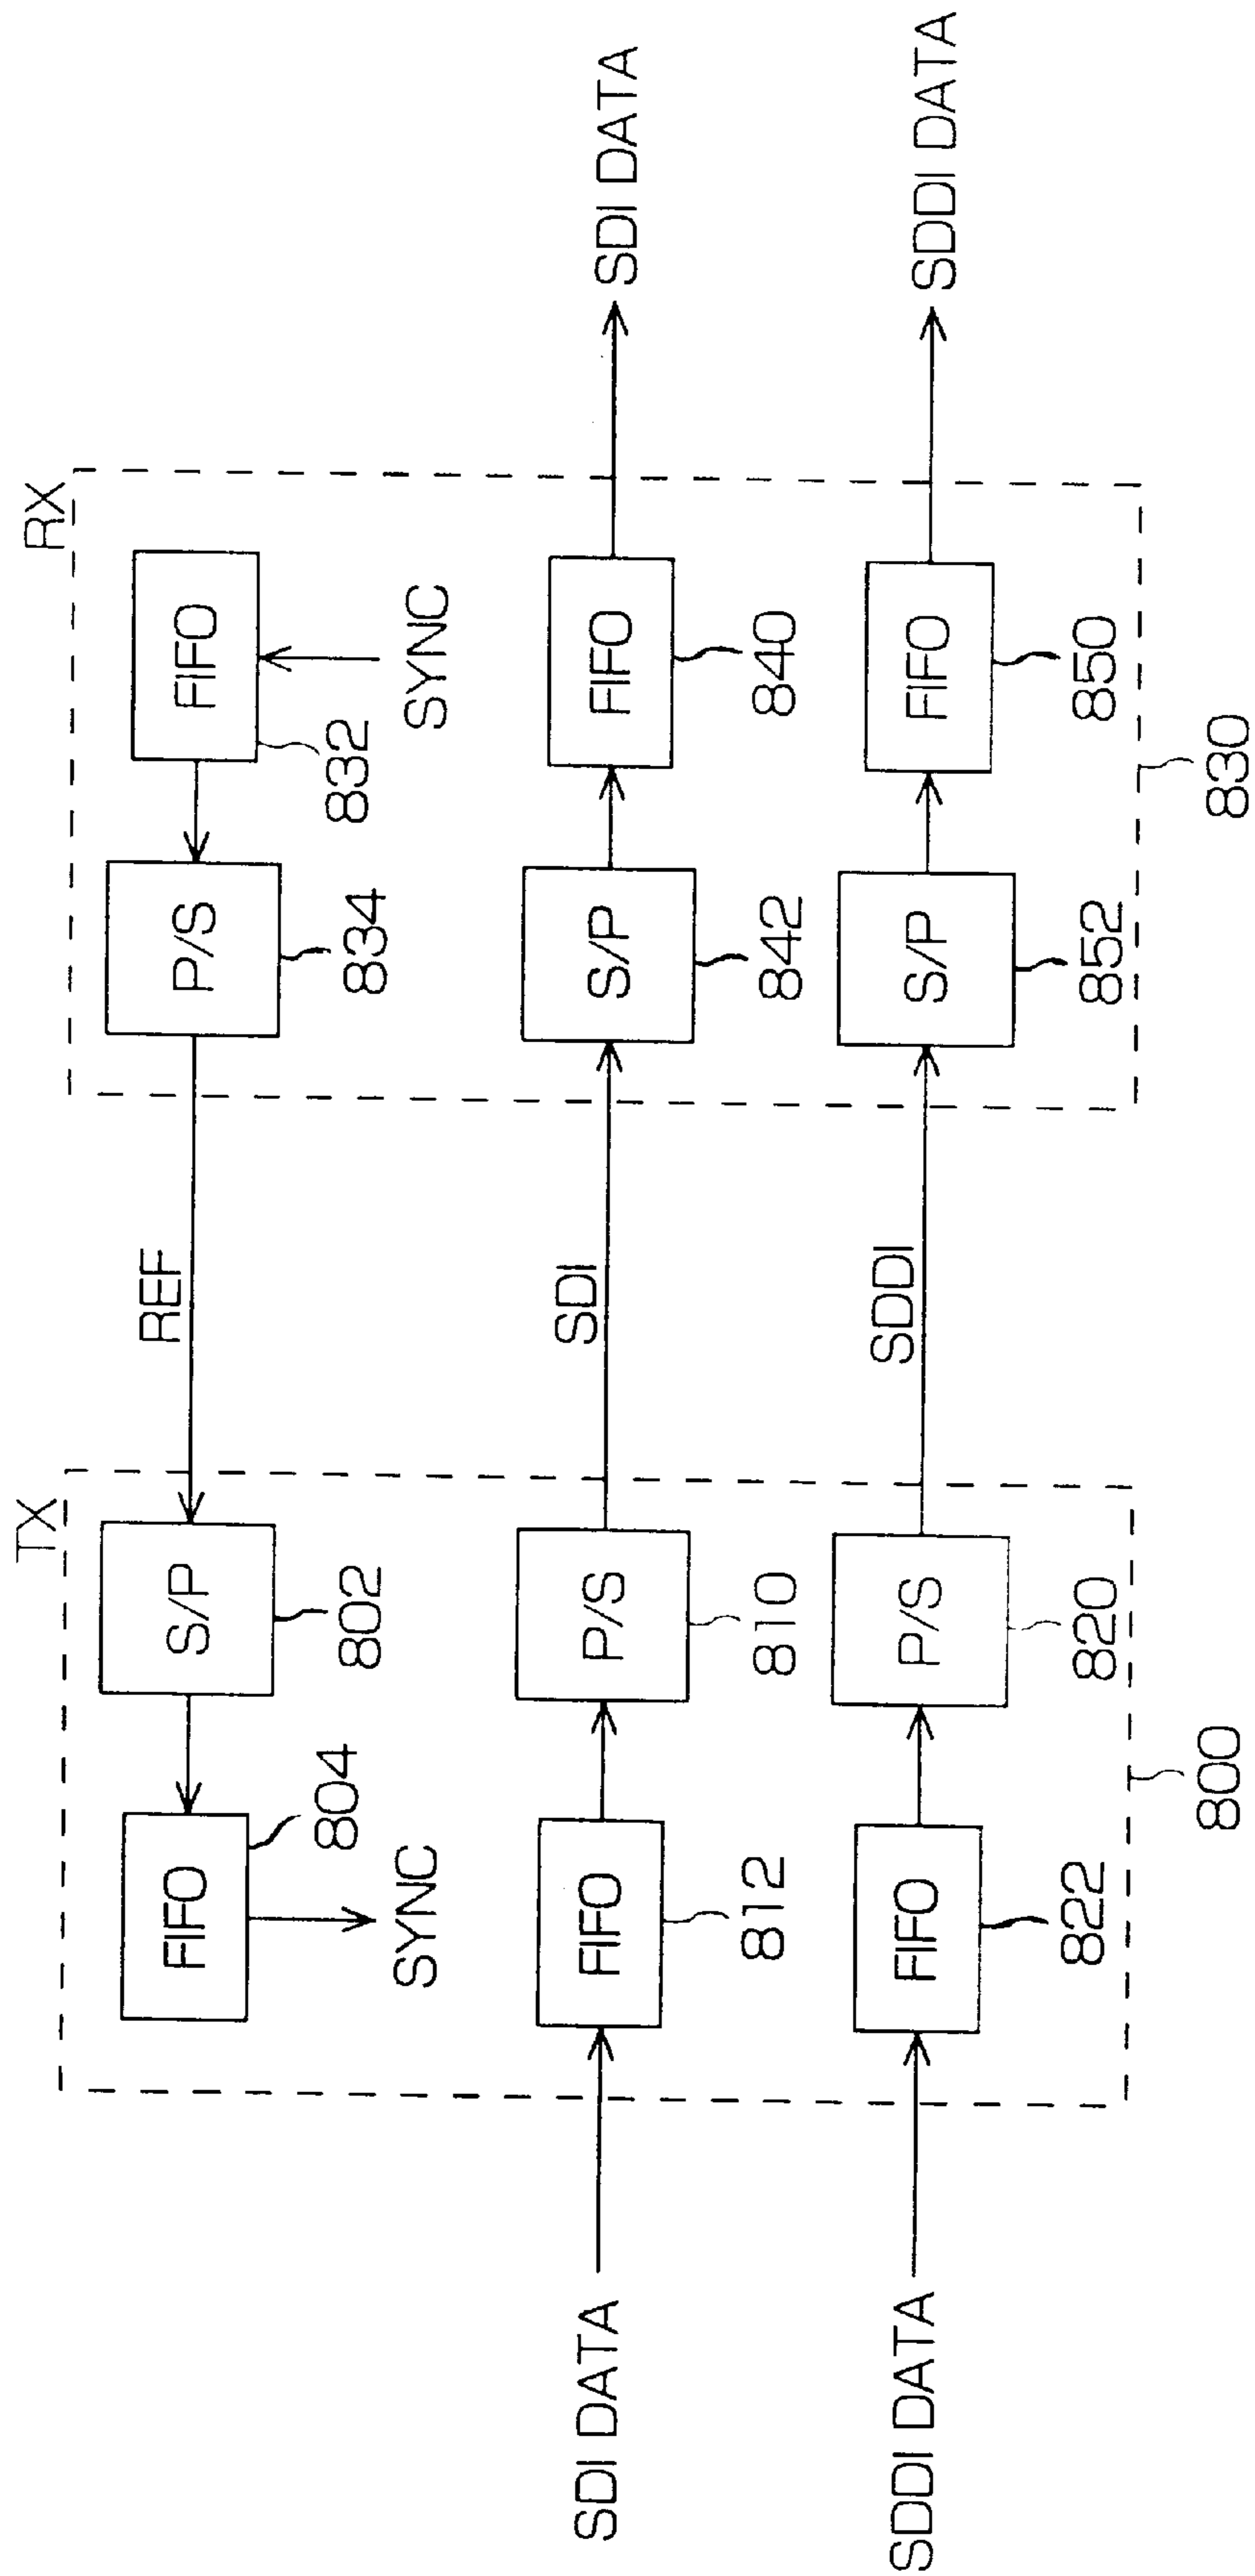 TX
RX
S/P
802
FIFO
804
SYNC
REF
P/S
834
FIFO
832
SYNC
SDI DATA
FIFO
812
P/S
810
SDI
S/P
842
FIFO
840
SDI DATA
SDDI DATA
FIFO
822
P/S
820
SDDI
S/P
852
FIFO
850
SDDI DATA
800
830